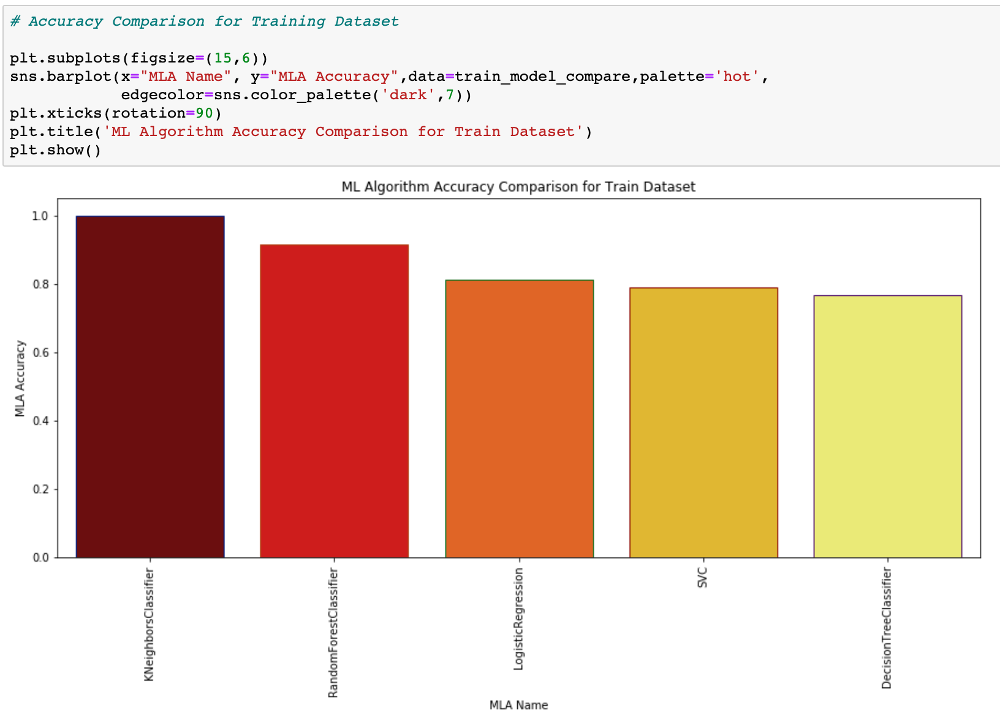 # Accuracy Comparison for Training Dataset
plt.subplots(figsize=(15,6))
sns.barplot(x="MLA Name", y="MLA Accuracy",data=train_model_compare,palette='hot',
            edgecolor=sns.color_palette('dark',7))
plt.xticks(rotation=90)
plt.title('ML Algorithm Accuracy Comparison for Train Dataset')
plt.show()
ML Algorithm Accuracy Comparison for Train Dataset
MLA Accuracy
1.0
0.8
0.6
0.4
0.2
0.0
KNeighborsClassifier
RandomForestClassifier
LogisticRegression
SVC
DecisionTreeClassifier
MLA Name